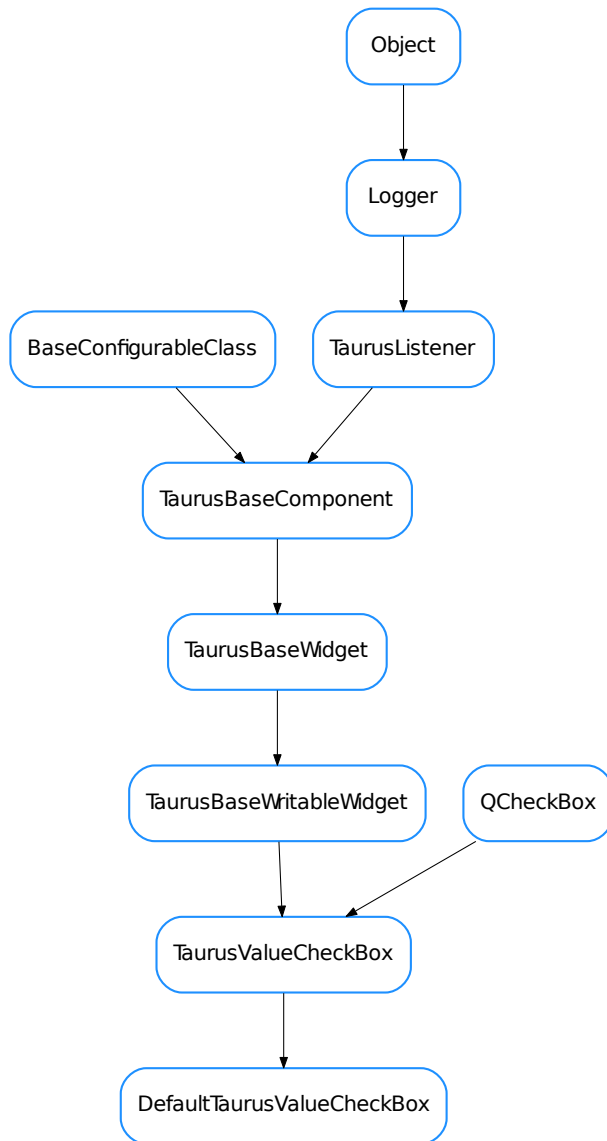 Object
Logger
BaseConfigurableClass
TaurusListener
TaurusBaseComponent
TaurusBaseWidget
TaurusBaseWritableWidget
QCheckBox
TaurusValueCheckBox
DefaultTaurusValueCheckBox